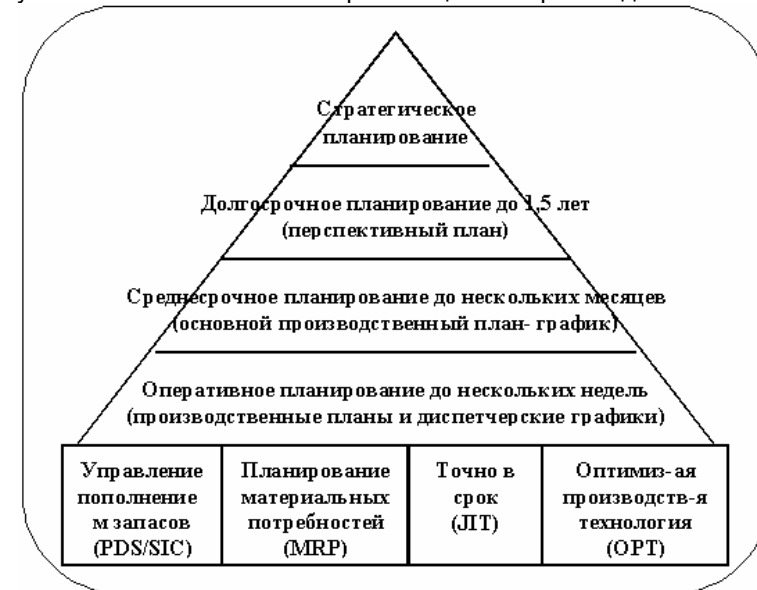 Стратегическое
планирование
Долгосрочное планирование до 1,5 лет
(перспективный план)
Среднесрочное планирование до нескольких месяцев
(основной производственный план- график)
Оперативное планирование до нескольких недель
(производственные планы и диспетчерские графики)
Управление
пополнение
м запасов
(PDS/SIC)
Планирование
материальных
потребностей
(MRP)
Точно в
срок
(JIT)
Оптимиз-ая
производств-я
технология
(OPT)